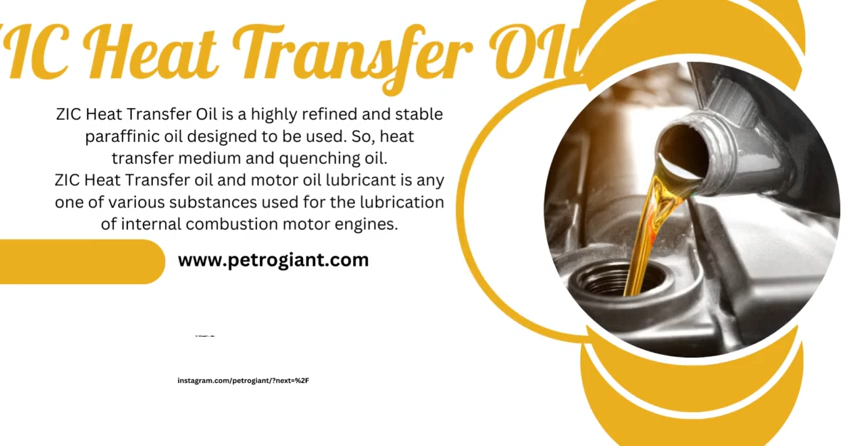 ZIC Heat Transfer OIL
ZIC Heat Transfer Oil is a highly refined and stable
paraffinic oil designed to be used. So, heat
transfer medium and quenching oil.
ZIC Heat Transfer oil and motor oil lubricant is any
one of various substances used for the lubrication
of internal combustion motor engines.
www.petrogiant.com
instagram.com/petrogiant/?next=%2F